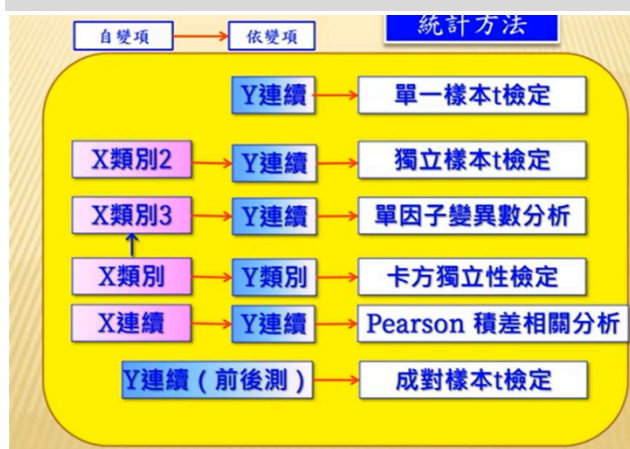 自變項 依變項 統計方法
Y連續 單一樣本t檢定
X類別2 Y連續 獨立樣本t檢定
X類別3 Y連續 單因子變異數分析
X類別 Y類別 卡方獨立性檢定
X連續 Y連續 Pearson 積差相關分析
Y連續(前後測) 成對樣本t檢定